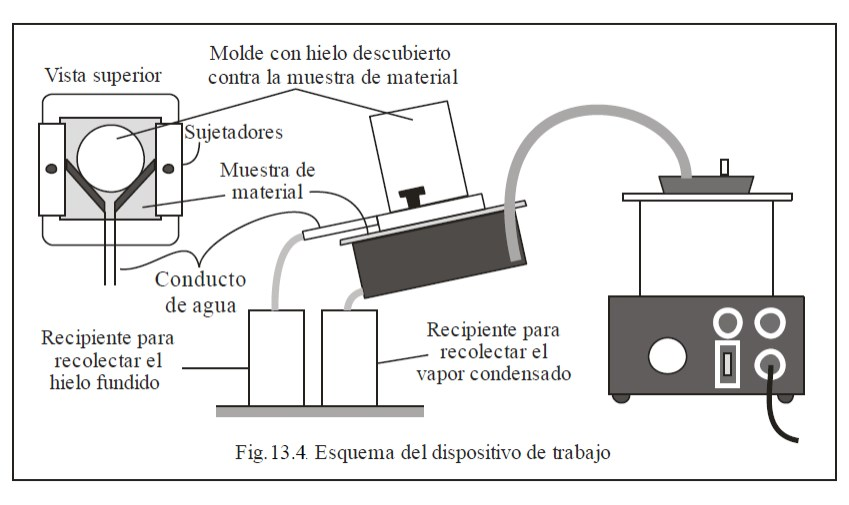 Molde con hielo descubierto
contra la muestra de material
Vista superior
Sujetadores
Muestra de
material
Conducto
de agua
Recipiente para
recolectar el
hielo fundido
Recipiente para
recolectar el
vapor condensado
Fig.13.4. Esquema del dispositivo de trabajo